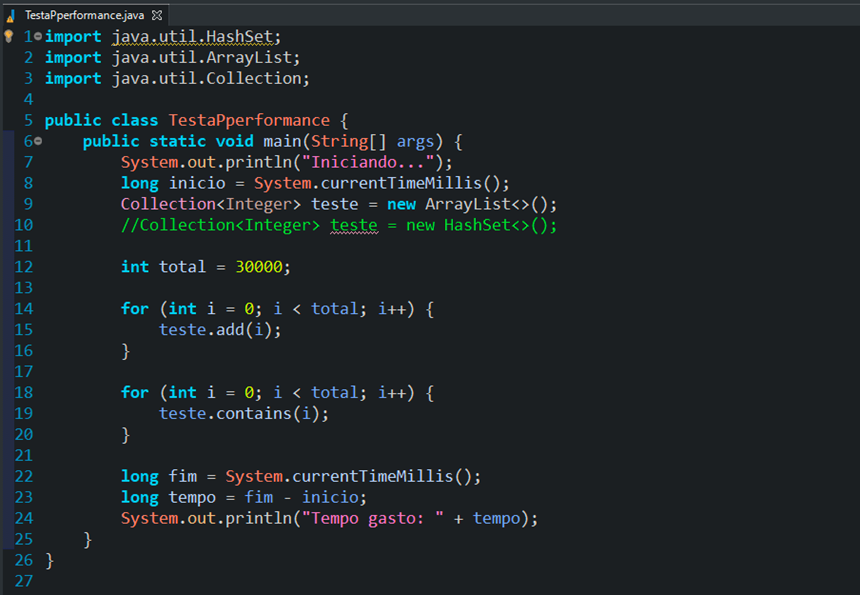 TestaPperformance.java
1 import java.util.HashSet;
2 import java.util.ArrayList;
3 import java.util.Collection;
4
5 public class TestaPperformance {
6     public static void main(String[] args) {
7         System.out.println("Iniciando...");
8         long inicio = System.currentTimeMillis();
9         Collection<Integer> teste = new ArrayList<>();
10         //Collection<Integer> teste = new HashSet<>();
11
12         int total = 30000;
13
14         for (int i = 0; i < total; i++) {
15             teste.add(i);
16         }
17
18         for (int i = 0; i < total; i++) {
19             teste.contains(i);
20         }
21
22         long fim = System.currentTimeMillis();
23         long tempo = fim - inicio;
24         System.out.println("Tempo gasto: " + tempo);
25     }
26 }
27